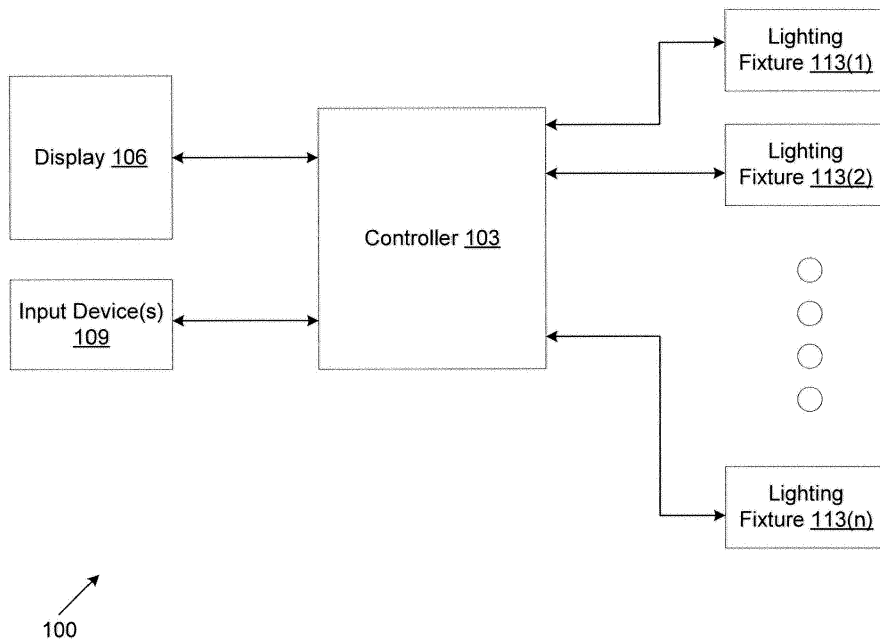 Lighting
Fixture 113(1)
Display 106
Lighting
Fixture 113(2)
Controller 103
Input Device(s)
109
Lighting
Fixture 113(n)
100